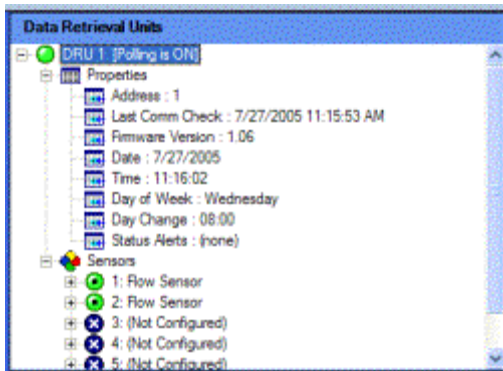 Data Retrieval Units
DRU 1 [Polling is ON]
Properties
Address : 1
Last Comm Check : 7/27/2005 11:15:53 AM
Firmware Version : 1.06
Date : 7/27/2005
Time : 11:16:02
Day of Week : Wednesday
Day Change : 08:00
Status Alerts : (none)
Sensors
1: Flow Sensor
2: Flow Sensor
3: (Not Configured)
4: (Not Configured)
5: (Not Configured)